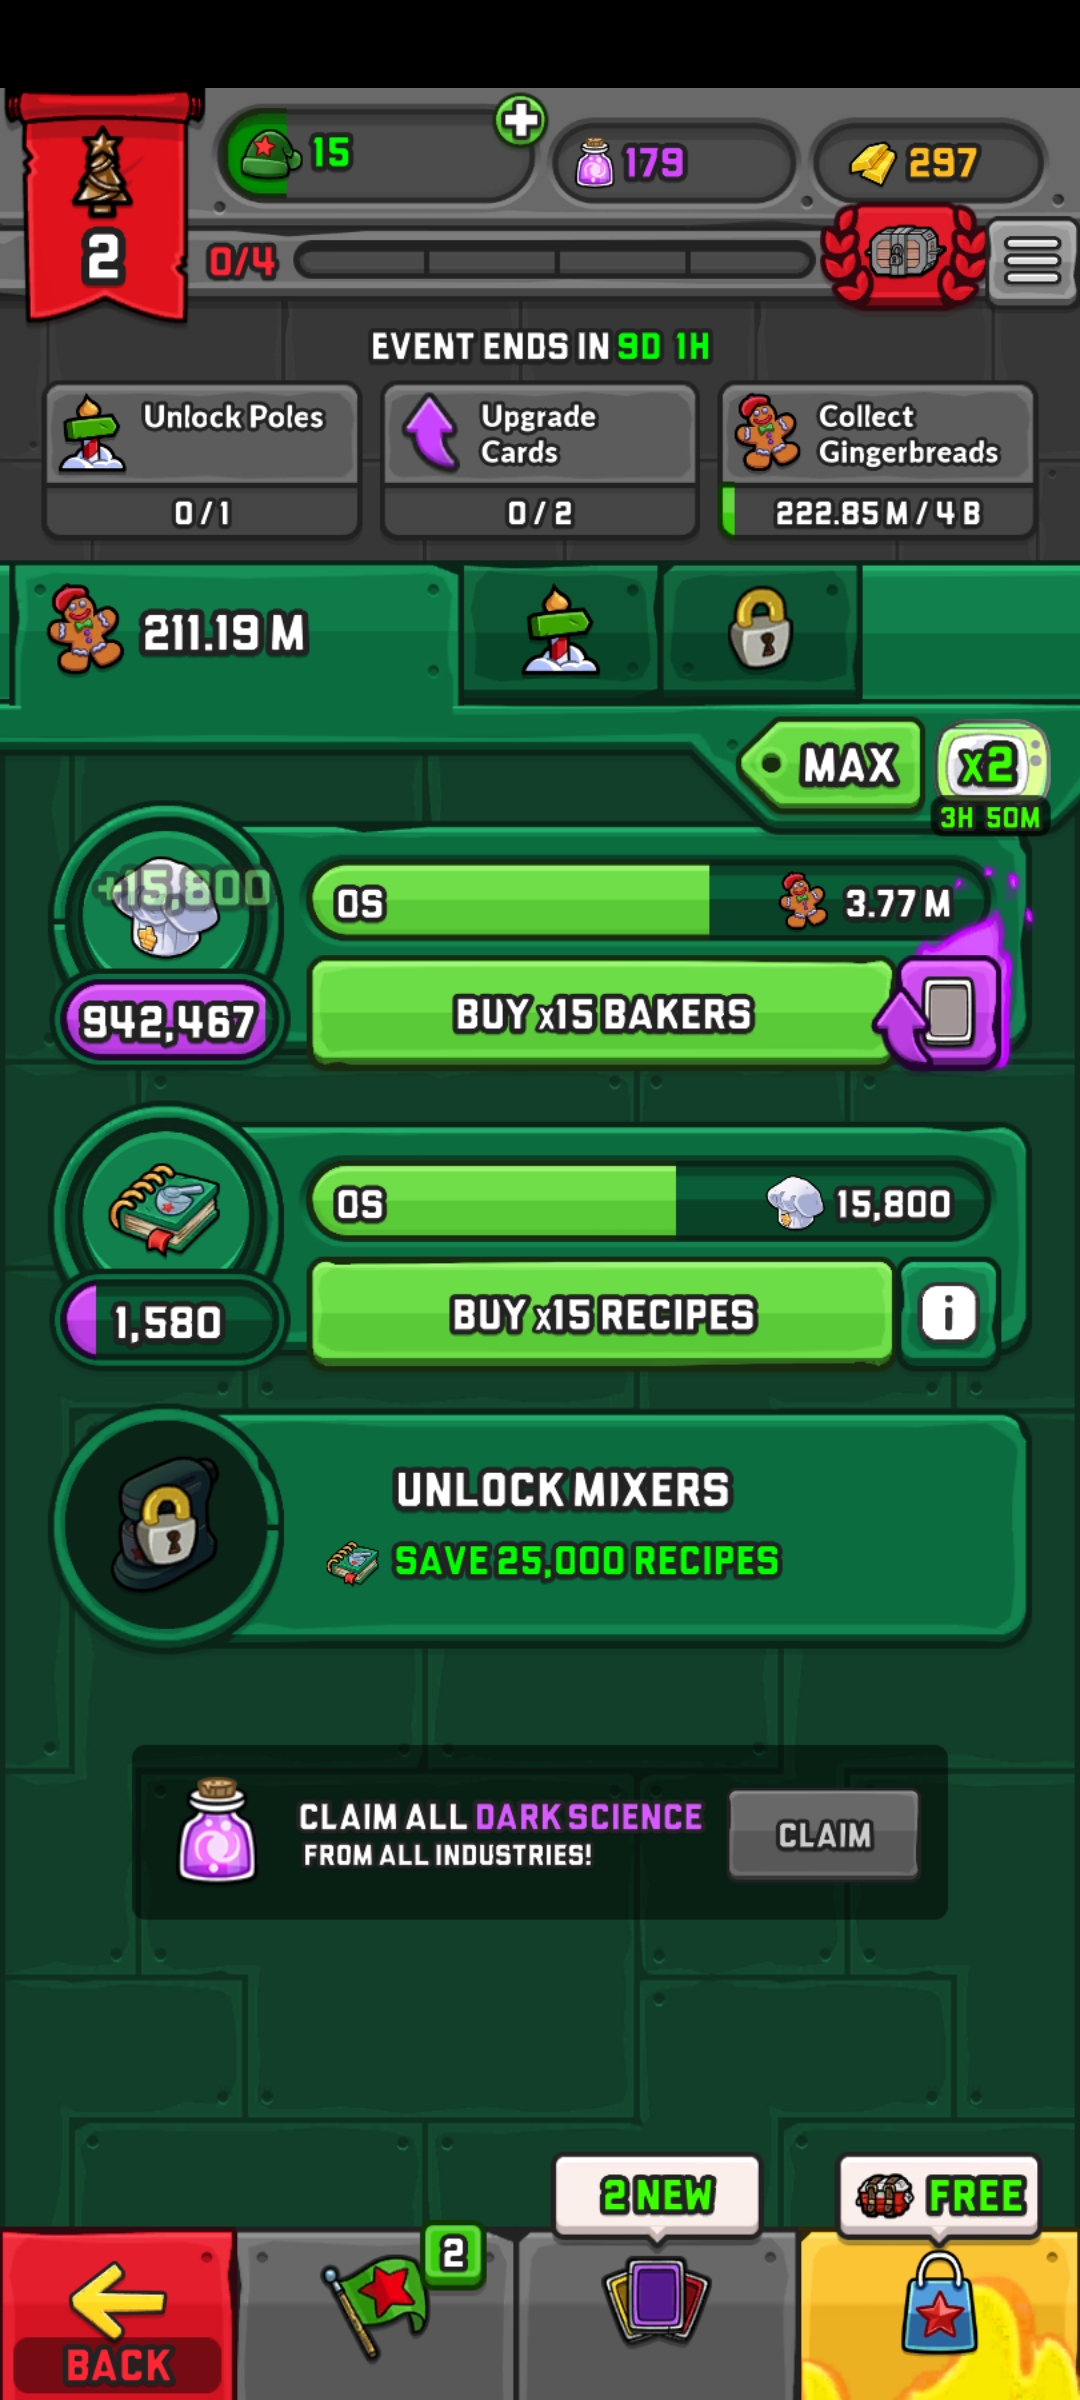 15
179
297
2
0/4
EVENT ENDS IN 9D 1H
Unlock Poles
0/1
Upgrade
Cards
0/2
Collect
Gingerbreads
222.85 M / 4 B
211.19 M
MAX
x2
3H 50M
+15,800
0S
3.77 M
942,467
BUY x15 BAKERS
0S
15,800
1,580
BUY x15 RECIPES
i
UNLOCK MIXERS
SAVE 25,000 RECIPES
CLAIM ALL DARK SCIENCE
FROM ALL INDUSTRIES!
CLAIM
2 NEW
FREE
2
BACK